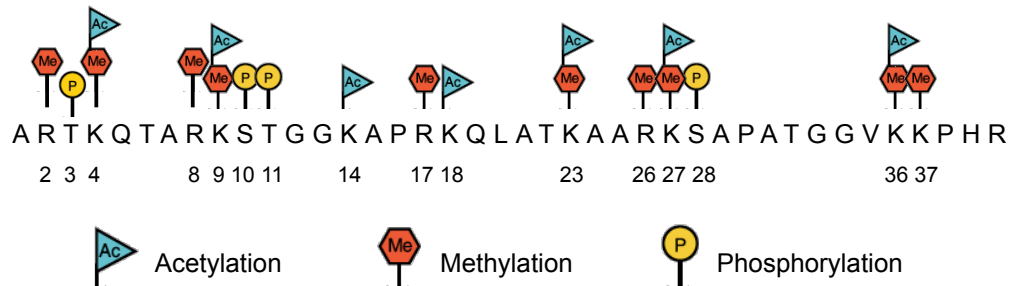 Ac Ac Ac Ac Ac
Me Me Me Me P P Ac Me Ac Me Me Me P Me Me
P
A R T K Q T A R K S T G G K A P R K Q L A T K A A R K S A P A T G G V K K P H R
2 3 4 8 9 10 11 14 17 18 23 26 27 28 36 37
Ac Acetylation Me Methylation P Phosphorylation